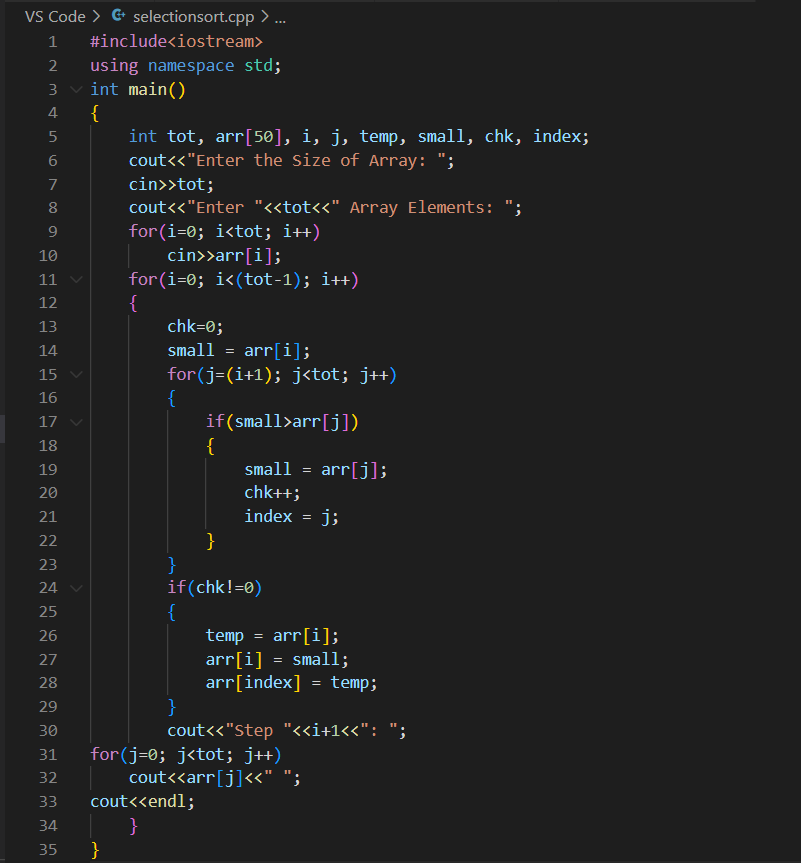 VS Code > selectionsort.cpp > ...
1 #include<iostream>
2 using namespace std;
3 int main()
4 {
5     int tot, arr[50], i, j, temp, small, chk, index;
6     cout<<"Enter the Size of Array: ";
7     cin>>tot;
8     cout<<"Enter "<<tot<<" Array Elements: ";
9     for(i=0; i<tot; i++)
10         cin>>arr[i];
11     for(i=0; i<(tot-1); i++)
12     {
13         chk=0;
14         small = arr[i];
15         for(j=(i+1); j<tot; j++)
16         {
17             if(small>arr[j])
18             {
19                 small = arr[j];
20                 chk++;
21                 index = j;
22             }
23         }
24         if(chk!=0)
25         {
26             temp = arr[i];
27             arr[i] = small;
28             arr[index] = temp;
29         }
30         cout<<"Step "<<i+1<<": ";
31 for(j=0; j<tot; j++)
32     cout<<arr[j]<<" ";
33 cout<<endl;
34     }
35 }